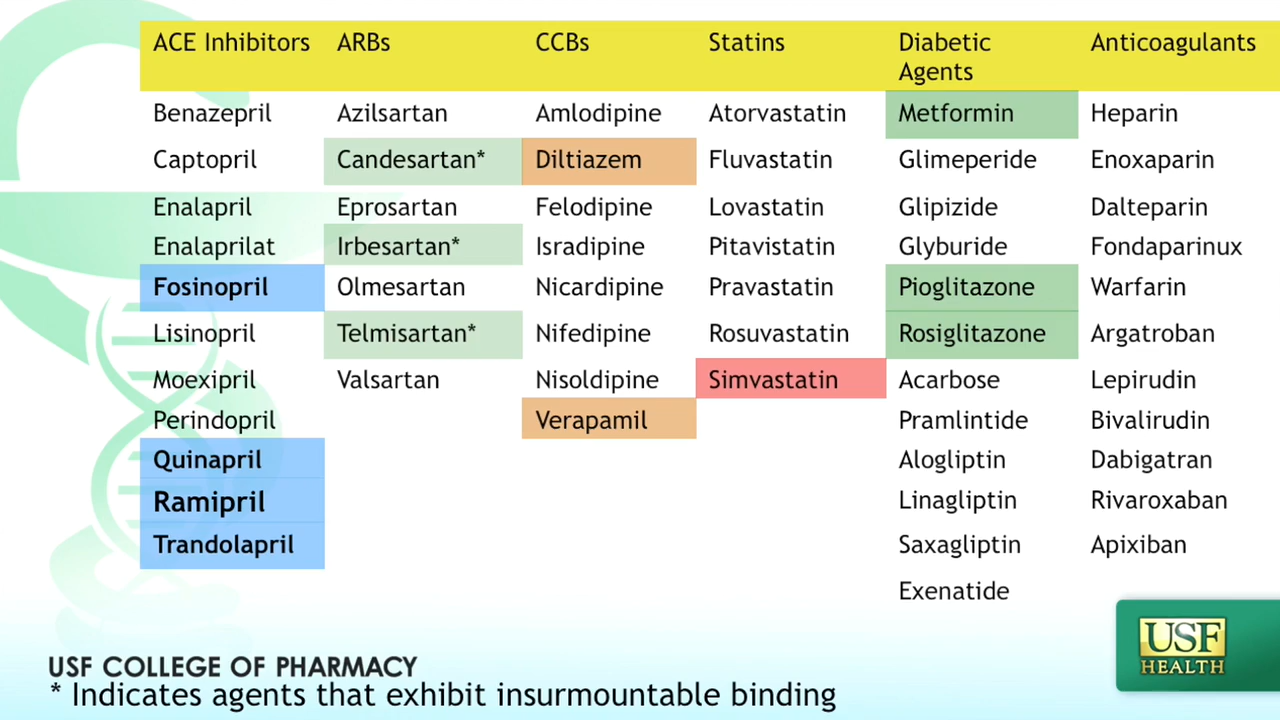 ACE Inhibitors ARBs CCBs Statins Diabetic Agents Anticoagulants
Benazepril Azilsartan Amlodipine Atorvastatin Metformin Heparin
Captopril Candesartan* Diltiazem Fluvastatin Glimeperide Enoxaparin
Enalapril Eprosartan Felodipine Lovastatin Glipizide Dalteparin
Enalaprilat Irbesartan* Isradipine Pitavistatin Glyburide Fondaparinux
Fosinopril Olmesartan Nicardipine Pravastatin Pioglitazone Warfarin
Lisinopril Telmisartan* Nifedipine Rosuvastatin Rosiglitazone Argatroban
Moexipril Valsartan Nisoldipine Simvastatin Acarbose Lepirudin
Perindopril Verapamil Pramlintide Bivalirudin
Quinapril Alogliptin Dabigatran
Ramipril Linagliptin Rivaroxaban
Trandolapril Saxagliptin Apixiban
Exenatide
USF
HEALTH
USF COLLEGE OF PHARMACY
* Indicates agents that exhibit insurmountable binding